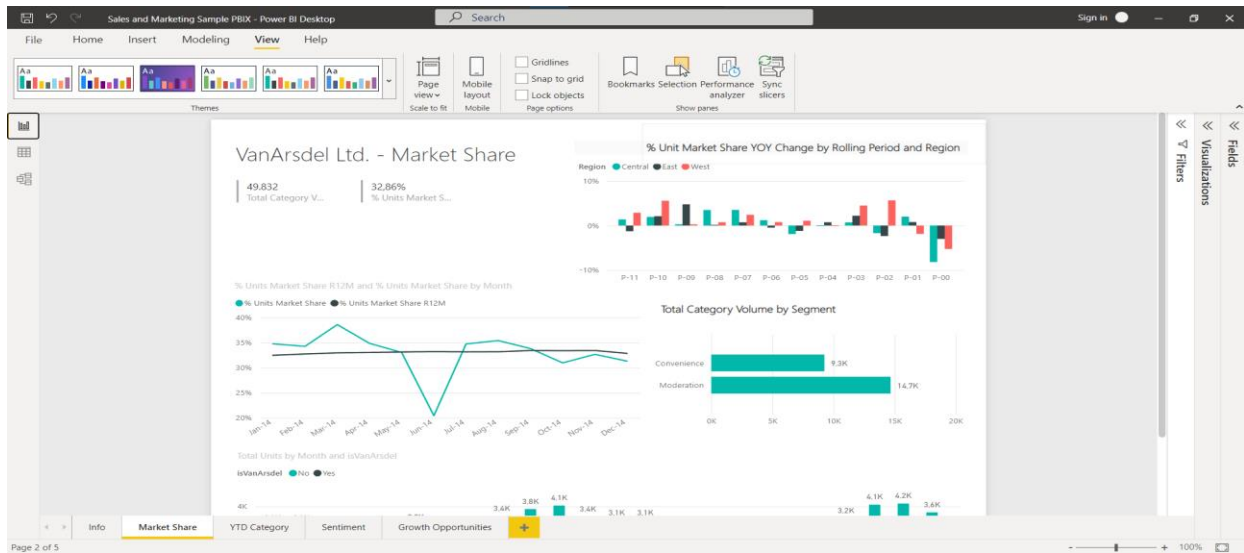 Sales and Marketing Sample PBIX - Power BI Desktop
Search
Sign in
File Home Insert Modeling View Help
Aa Aa Aa Aa Aa Aa
Themes
Page view
Scale to fit
Mobile layout
Mobile
Gridlines
Snap to grid
Lock objects
Page options
Bookmarks Selection Performance analyzer Sync slicers
Show panes
Filters
Visualizations
Fields
VanArsdel Ltd. - Market Share
49.832
Total Category V...
32,86%
% Units Market S...
% Unit Market Share YOY Change by Rolling Period and Region
Region Central East West
10%
0%
-10%
P-11 P-10 P-09 P-08 P-07 P-06 P-05 P-04 P-03 P-02 P-01 P-00
% Units Market Share R12M and % Units Market Share by Month
% Units Market Share % Units Market Share R12M
40%
35%
30%
25%
20%
Jan-14 Feb-14 Mar-14 Apr-14 May-14 Jun-14 Jul-14 Aug-14 Sep-14 Oct-14 Nov-14 Dec-14
Total Category Volume by Segment
Convenience 9.3K
Moderation 14,7K
0K 5K 10K 15K 20K
Total Units by Month and isVanArsdel
isVanArsdel No Yes
4K
3.4K 3.8K 4.1K 3.4K 3.1K 3.1K 3.2K 4.1K 4.2K 3.6K
Info Market Share YTD Category Sentiment Growth Opportunities +
Page 2 of 5
- + 100%